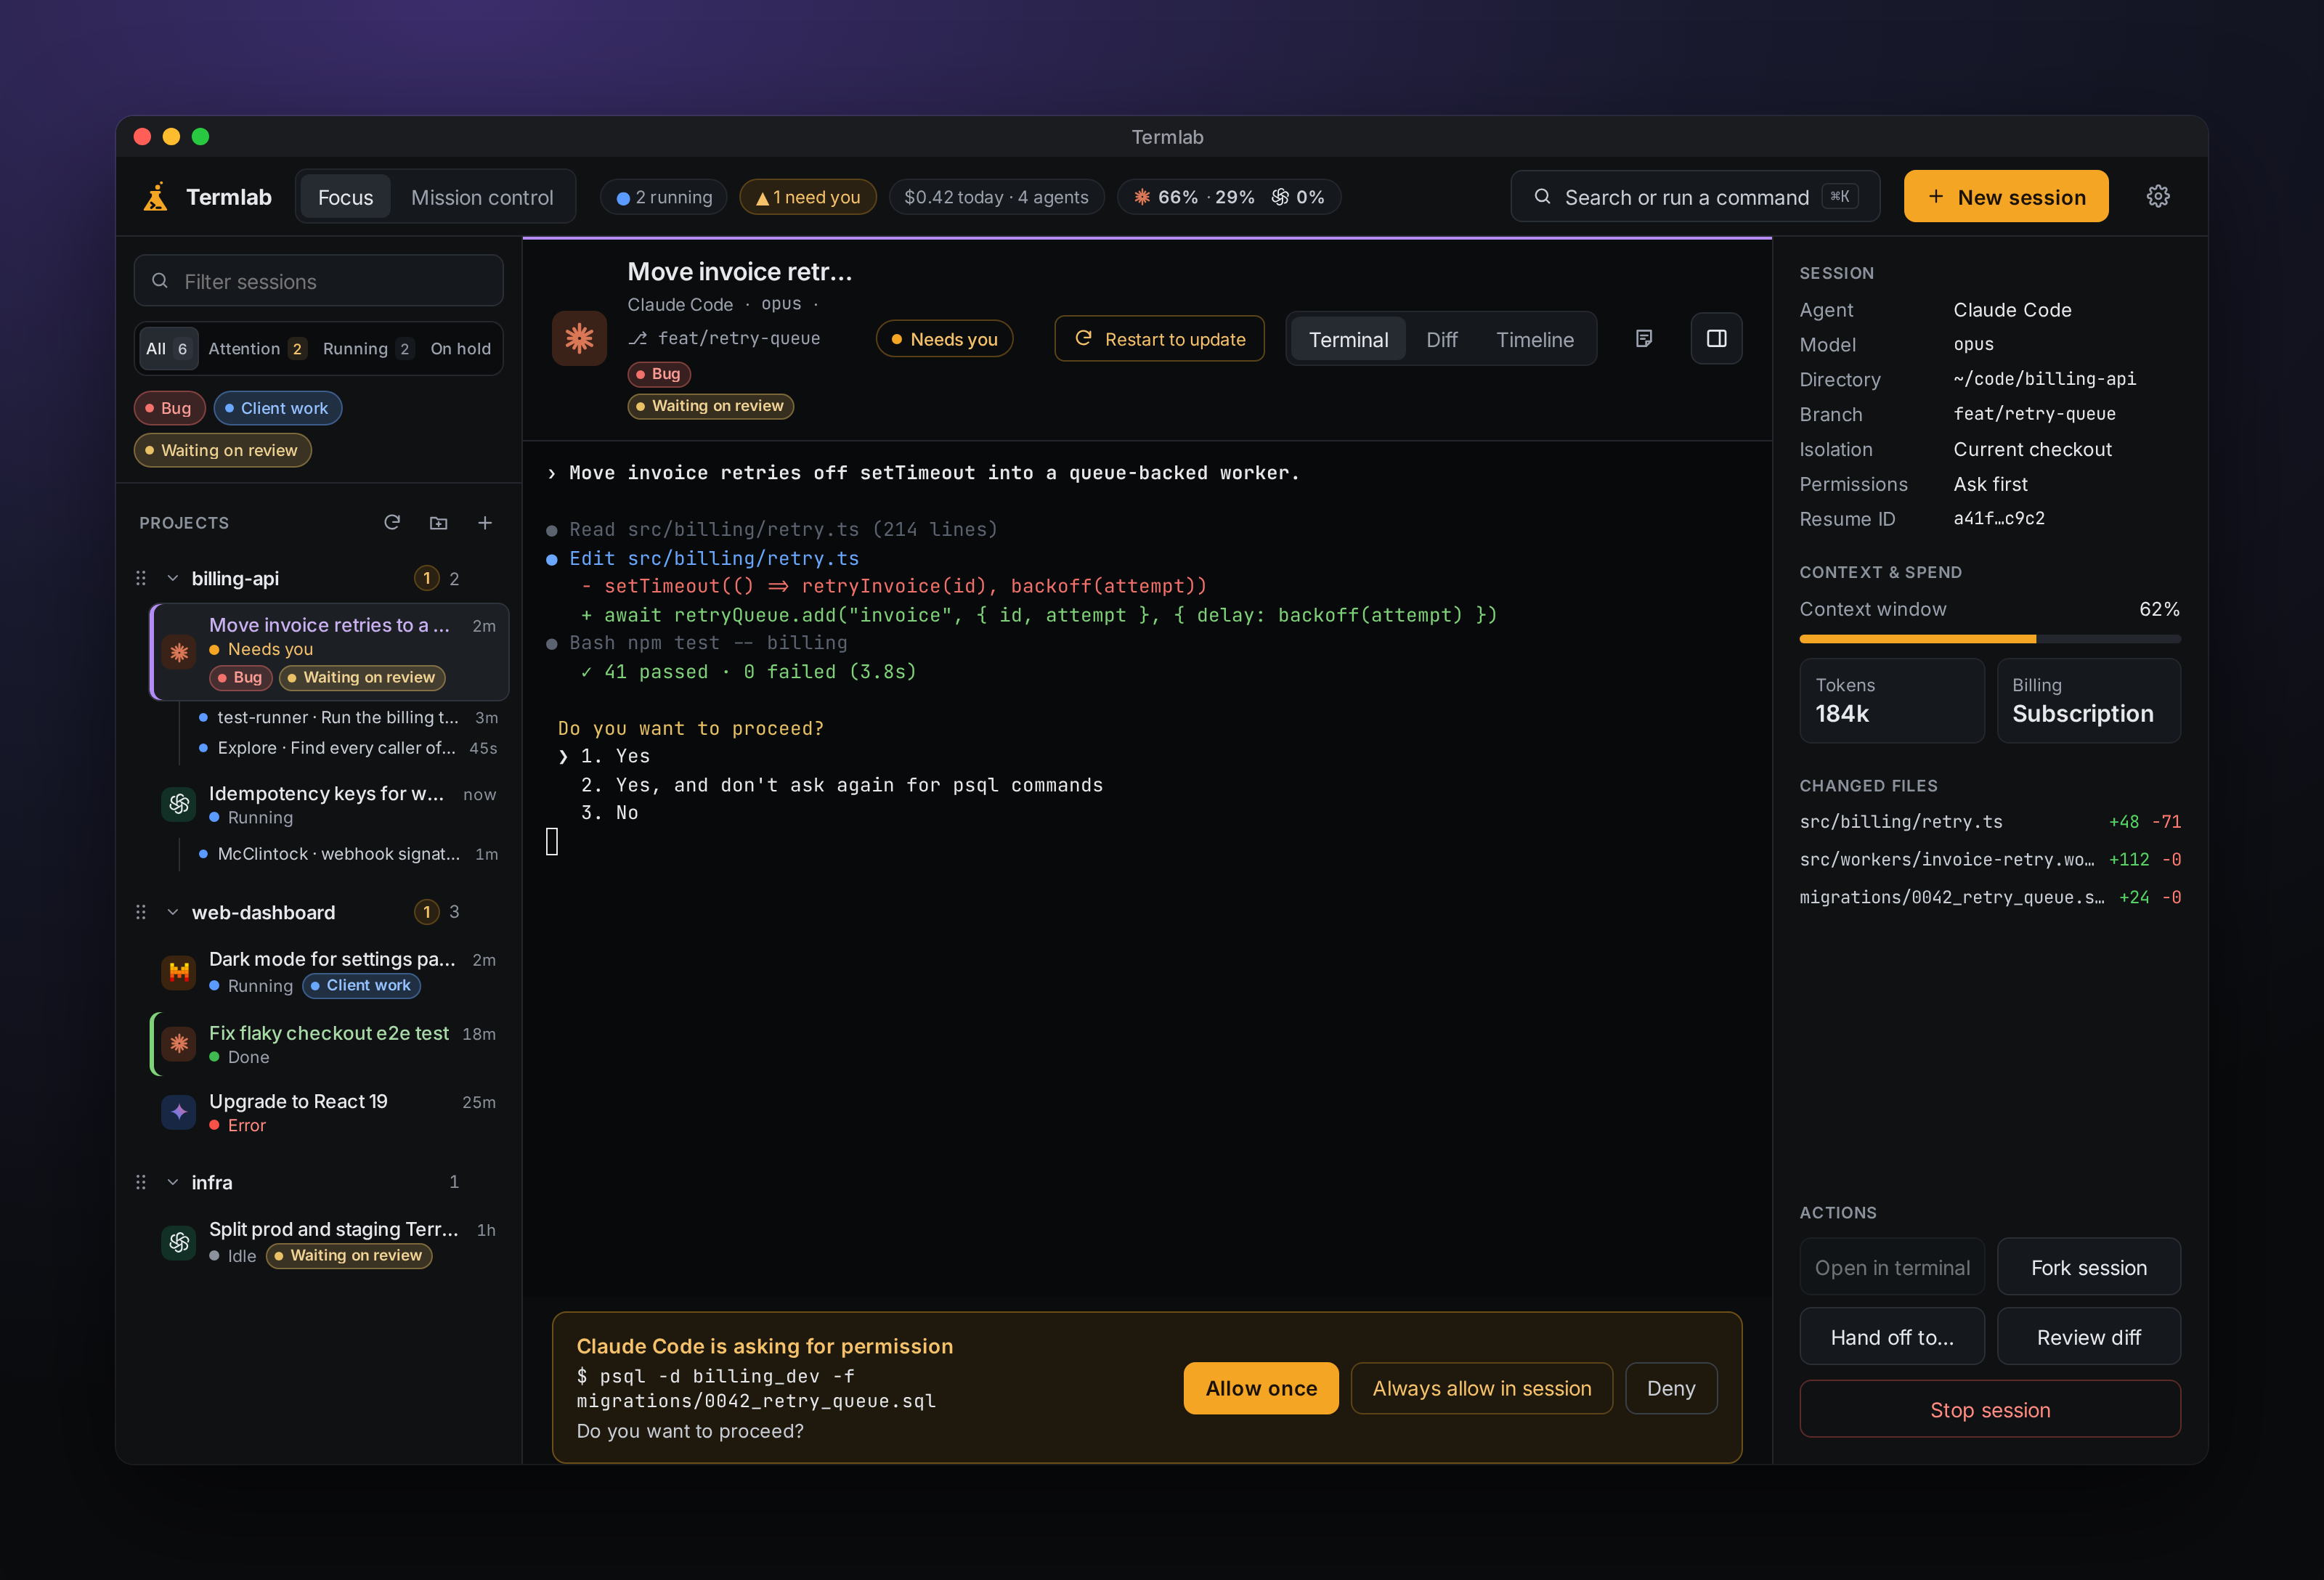 Termlab
Termlab
Focus
Mission control
2 running
1 need you
$0.42 today · 4 agents
66% · 29% 0%
Search or run a command ⌘K
+ New session
Filter sessions
All 6
Attention 2
Running 2
On hold
Bug
Client work
Waiting on review
PROJECTS
billing-api 1 2
Move invoice retries to a ... 2m
Needs you
Bug
Waiting on review
test-runner · Run the billing t... 3m
Explore · Find every caller of... 45s
Idempotency keys for w... now
Running
McClintock · webhook signat... 1m
web-dashboard 1 3
Dark mode for settings pa... 2m
Running
Client work
Fix flaky checkout e2e test 18m
Done
Upgrade to React 19 25m
Error
infra 1
Split prod and staging Terr... 1h
Idle
Waiting on review
Move invoice retr...
Claude Code · opus ·
feat/retry-queue
Bug
Waiting on review
Needs you
Restart to update
Terminal
Diff
Timeline
› Move invoice retries off setTimeout into a queue-backed worker.
● Read src/billing/retry.ts (214 lines)
● Edit src/billing/retry.ts
- setTimeout(() => retryInvoice(id), backoff(attempt))
+ await retryQueue.add("invoice", { id, attempt }, { delay: backoff(attempt) })
● Bash npm test -- billing
✓ 41 passed · 0 failed (3.8s)
Do you want to proceed?
❯ 1. Yes
2. Yes, and don't ask again for psql commands
3. No
Claude Code is asking for permission
$ psql -d billing_dev -f
migrations/0042_retry_queue.sql
Do you want to proceed?
Allow once
Always allow in session
Deny
SESSION
Agent Claude Code
Model opus
Directory ~/code/billing-api
Branch feat/retry-queue
Isolation Current checkout
Permissions Ask first
Resume ID a41f…c9c2
CONTEXT & SPEND
Context window 62%
Tokens
184k
Billing
Subscription
CHANGED FILES
src/billing/retry.ts +48 -71
src/workers/invoice-retry.wo… +112 -0
migrations/0042_retry_queue.s… +24 -0
ACTIONS
Open in terminal
Fork session
Hand off to...
Review diff
Stop session